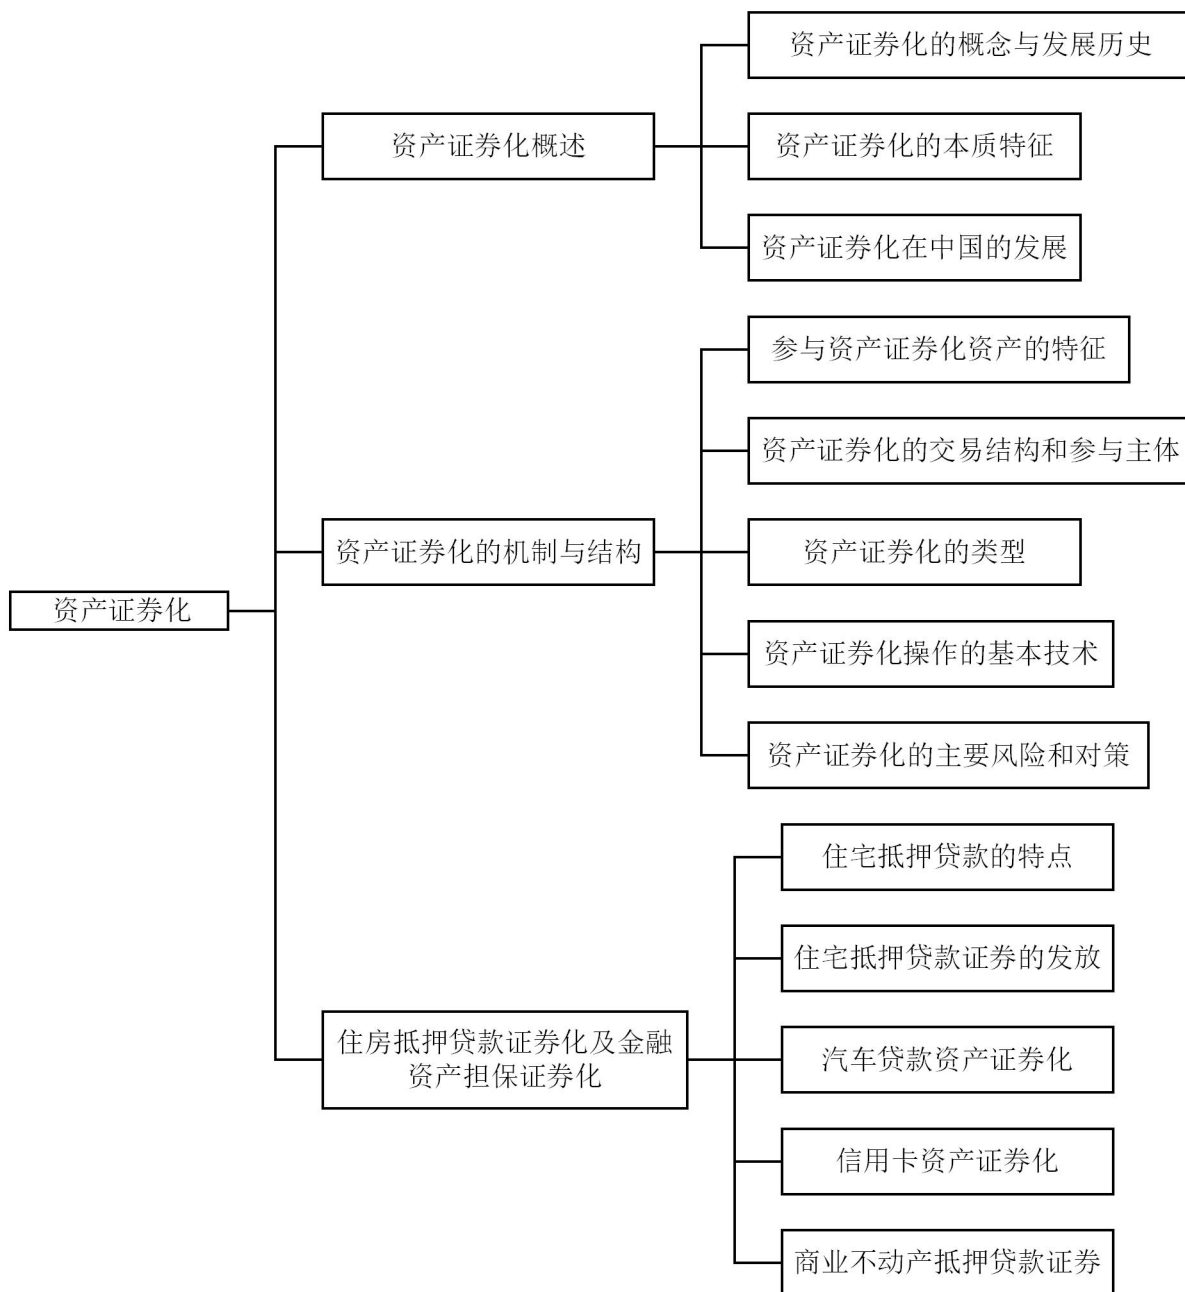 资产证券化
资产证券化概述
资产证券化的概念与发展历史
资产证券化的本质特征
资产证券化在中国的发展
资产证券化的机制与结构
参与资产证券化资产的特征
资产证券化的交易结构和参与主体
资产证券化的类型
资产证券化操作的基本技术
资产证券化的主要风险和对策
住房抵押贷款证券化及金融
资产担保证券化
住宅抵押贷款的特点
住宅抵押贷款证券的发放
汽车贷款资产证券化
信用卡资产证券化
商业不动产抵押贷款证券